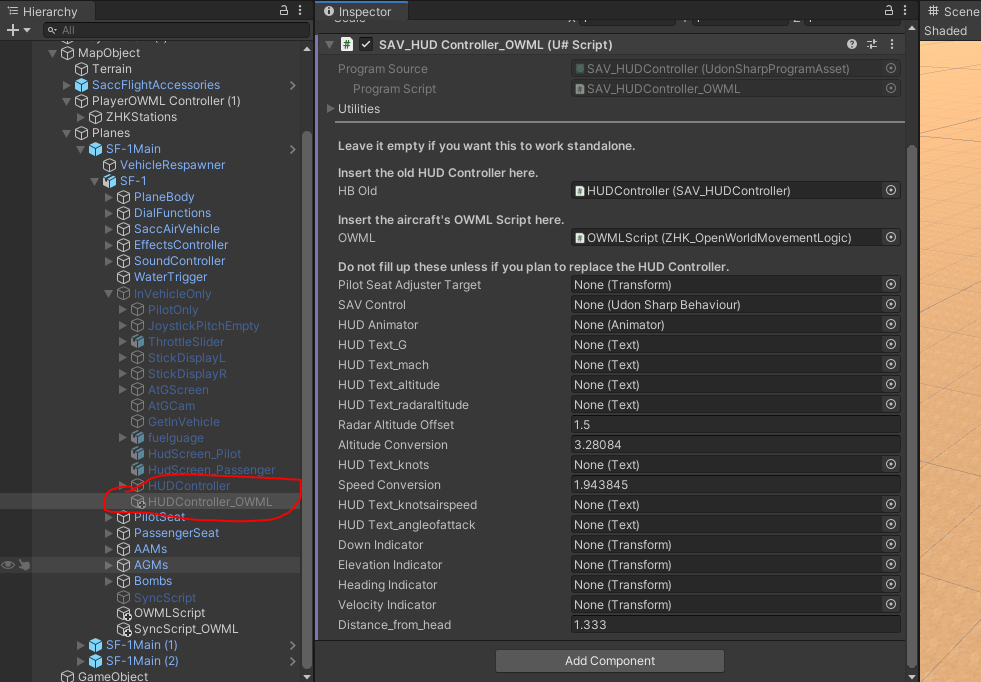 Hierarchy
All
MapObject
Terrain
SaccFlightAccessories
PlayerOWML Controller (1)
ZHKStations
Planes
SF-1Main
VehicleRespawner
SF-1
PlaneBody
DialFunctions
SaccAirVehicle
EffectsController
SoundController
WaterTrigger
InVehicleOnly
PilotOnly
JoystickPitchEmpty
ThrottleSlider
StickDisplayL
StickDisplayR
AtGScreen
AtGCam
GetInVehicle
fuelguage
HudScreen_Pilot
HudScreen_Passenger
HUDController
HUDController_OWML
PilotSeat
PassengerSeat
AAMs
AGMs
Bombs
SyncScript
OWMLScript
SyncScript_OWML
SF-1Main (1)
SF-1Main (2)
GameObject
Inspector
SAV_HUD Controller_OWML (U# Script)
Program Source SAV_HUDController (UdonSharpProgramAsset)
Program Script SAV_HUDController_OWML
Utilities
Leave it empty if you want this to work standalone.
Insert the old HUD Controller here.
HB Old HUDController (SAV_HUDController)
Insert the aircraft's OWML Script here.
OWML OWMLScript (ZHK_OpenWorldMovementLogic)
Do not fill up these unless if you plan to replace the HUD Controller.
Pilot Seat Adjuster Target None (Transform)
SAV Control None (Udon Sharp Behaviour)
HUD Animator None (Animator)
HUD Text_G None (Text)
HUD Text_mach None (Text)
HUD Text_altitude None (Text)
HUD Text_radaraltitude None (Text)
Radar Altitude Offset 1.5
Altitude Conversion 3.28084
HUD Text_knots None (Text)
Speed Conversion 1.943845
HUD Text_knotsairspeed None (Text)
HUD Text_angleofattack None (Text)
Down Indicator None (Transform)
Elevation Indicator None (Transform)
Heading Indicator None (Transform)
Velocity Indicator None (Transform)
Distance_from_head 1.333
Add Component
Scene
Shaded